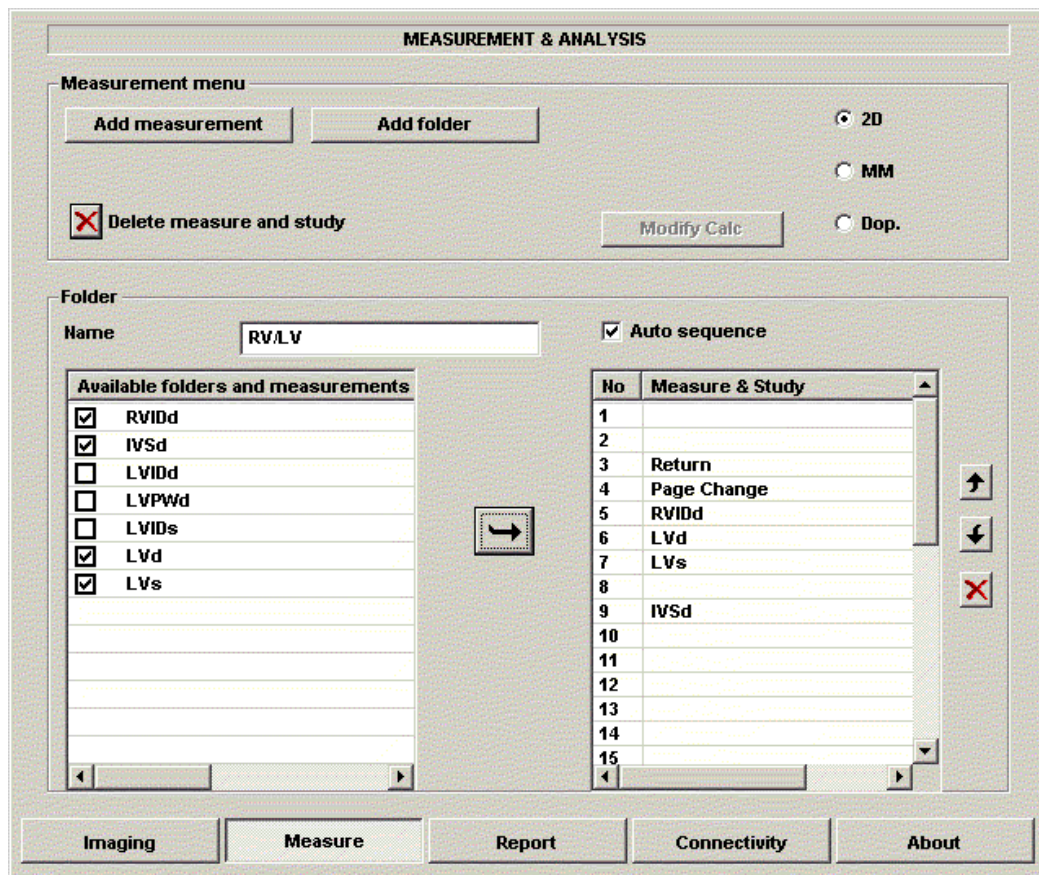 MEASUREMENT & ANALYSIS
Measurement menu
Add measurement
Add folder
2D
MM
Delete measure and study
Modify Calc
Dop.
Folder
Name
RV/LV
Auto sequence
Available folders and measurements
RVIDd
IVSd
LVIDd
LVPWd
LVIDs
LVd
LVs
No Measure & Study
1
2
3 Return
4 Page Change
5 RVIDd
6 LVd
7 LVs
8
9 IVSd
10
11
12
13
14
15
Imaging
Measure
Report
Connectivity
About